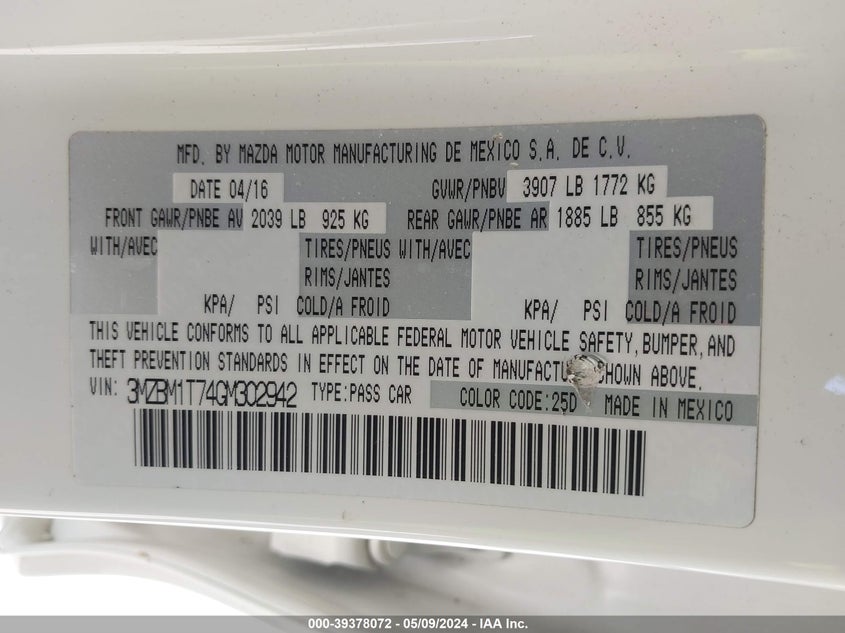 MFD. BY MAZDA MOTOR MANUFACTURING DE MEXICO S.A. DE C.V.
DATE 04/16 GVWR/PNBV 3907 LB 1772 KG
FRONT GAWR/PNBE AV 2039 LB 925 KG REAR GAWR/PNBE AR 1885 LB 855 KG
WITH/AVEC TIRES/PNEUS WITH/AVEC TIRES/PNEUS
RIMS/JANTES RIMS/JANTES
KPA/ PSI COLD/A FROID KPA/ PSI COLD/A FROID
THIS VEHICLE CONFORMS TO ALL APPLICABLE FEDERAL MOTOR VEHICLE SAFETY, BUMPER, AND
THEFT PREVENTION STANDARDS IN EFFECT ON THE DATE OF MANUFACTU SHOWN ABOVE.
VIN: 3MZBM1T74GM302942 TYPE:PASS CAR COLOR CODE:25D MADE IN MEXICO
000-39378072 - 05/09/2024 - IAA Inc.